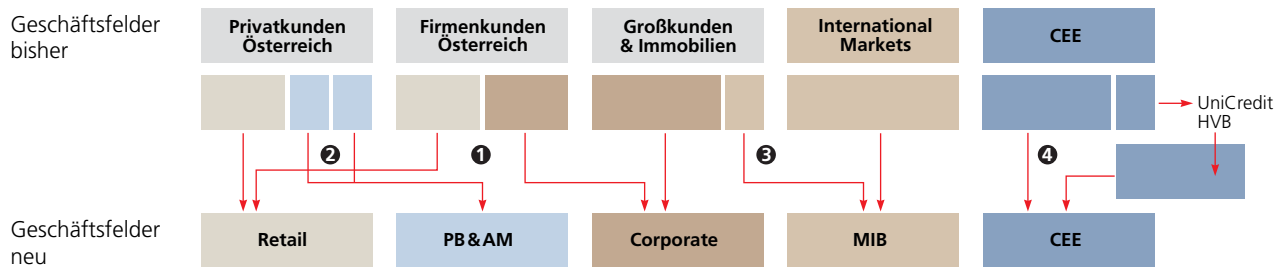 Geschäftsfelder
bisher
Privatkunden
Österreich
Firmenkunden
Österreich
Großkunden
& Immobilien
International
Markets
CEE
UniCredit
HVB
❷
❶
❸
❹
Geschäftsfelder
neu
Retail
PB & AM
Corporate
MIB
CEE